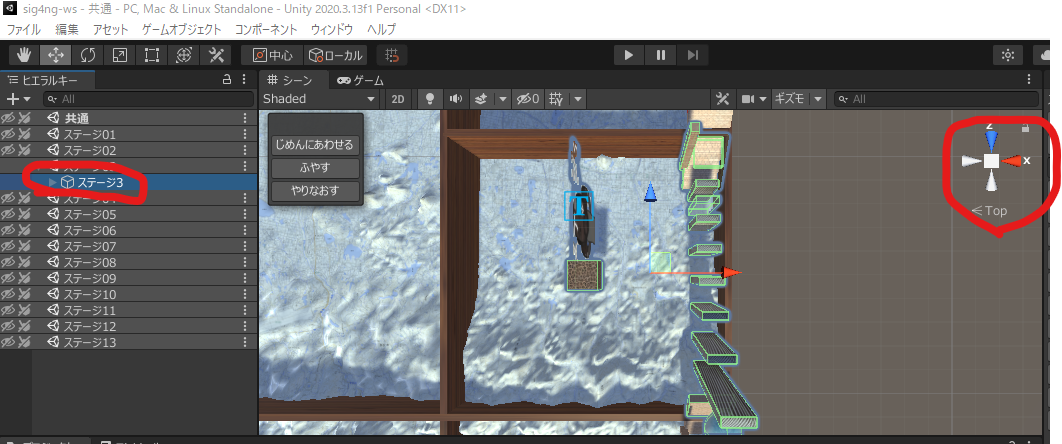 sig4ng-ws - 共通 - PC, Mac & Linux Standalone - Unity 2020.3.13f1 Personal <DX11>
ファイル 編集 アセット ゲームオブジェクト コンポーネント ウィンドウ ヘルプ
中心 ローカル
ヒエラルキー
All
共通
ステージ01
ステージ02
ステージ3
ステージ05
ステージ06
ステージ07
ステージ08
ステージ09
ステージ10
ステージ11
ステージ12
ステージ13
シーン ゲーム
Shaded 2D 0 ギズモ All
じめんにあわせる
ふやす
やりなおす
z
x
Top